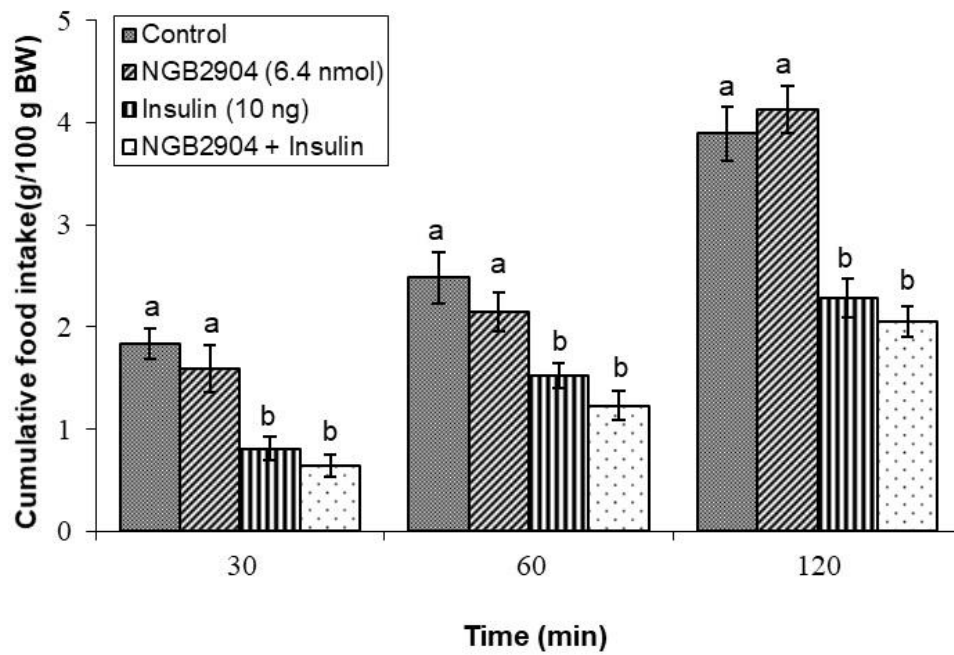 Cumulative food intake(g/100 g BW)
5
4
3
2
1
0
Control
NGB2904 (6.4 nmol)
Insulin (10 ng)
NGB2904 + Insulin
a
a
b
b
a
a
b
b
a
a
b
b
30
60
120
Time (min)